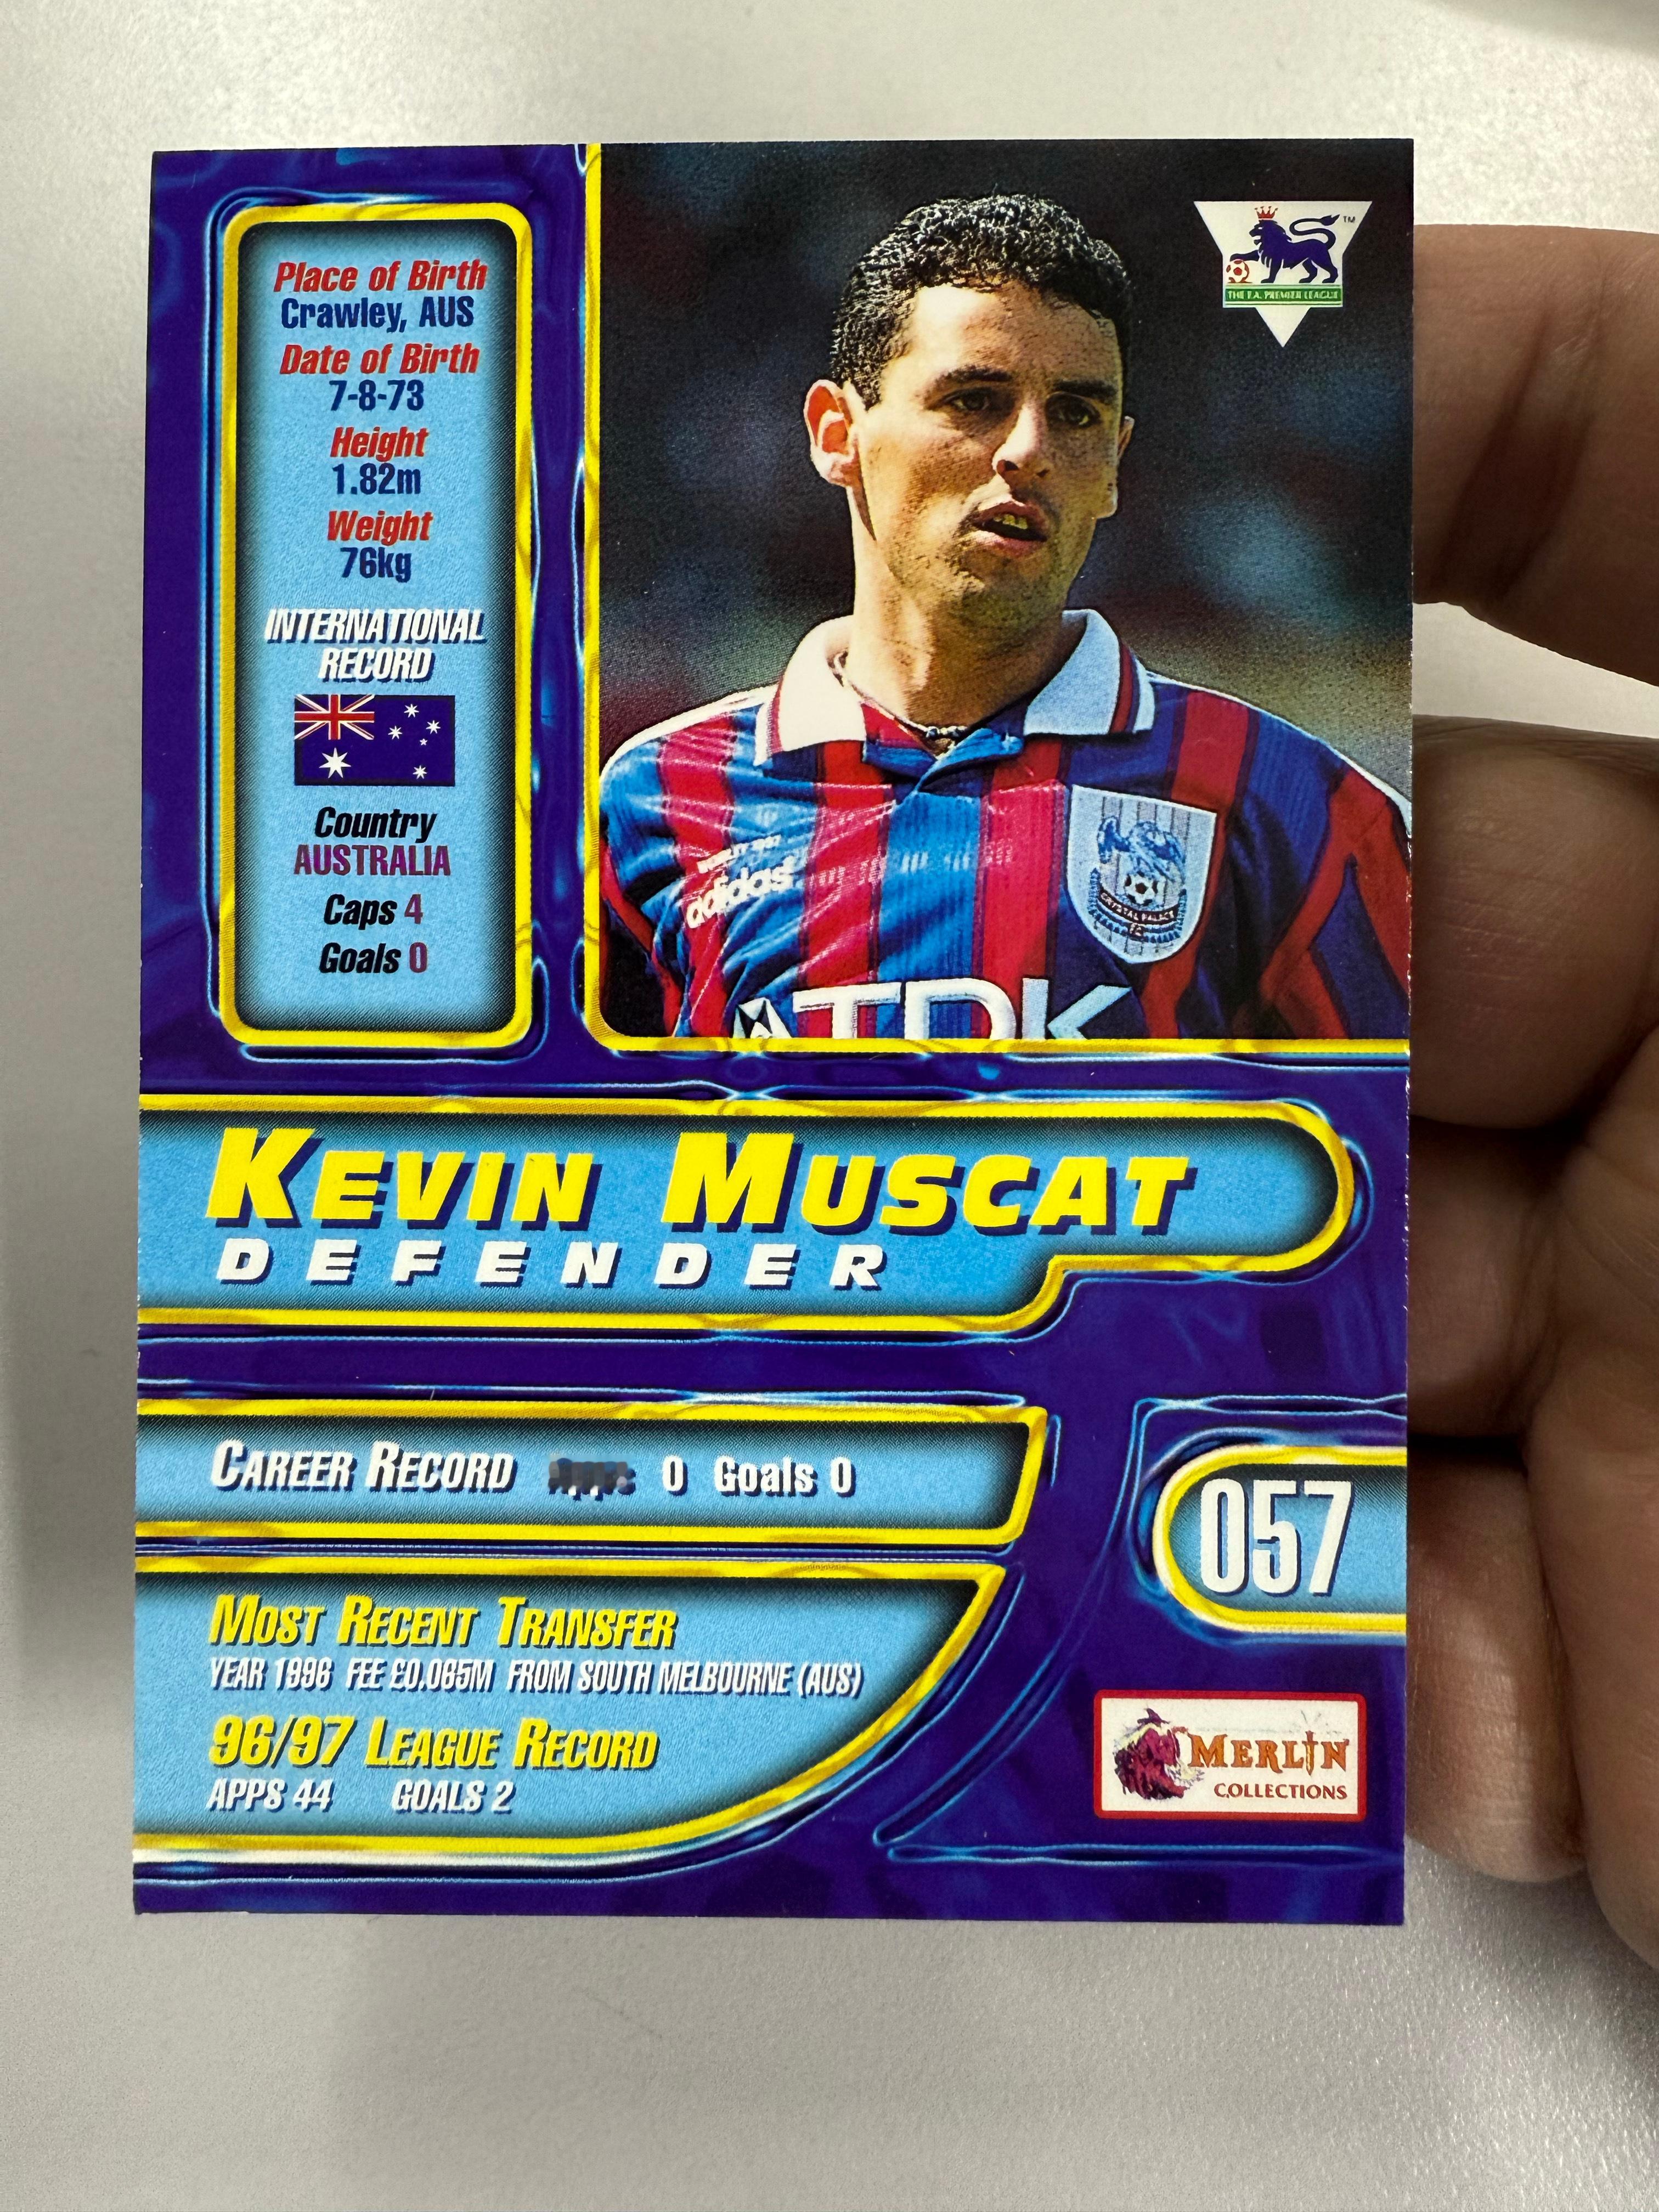 Place of Birth
Crawley, AUS
Date of Birth
7-8-73
Height
1.82m
Weight
76kg
INTERNATIONAL
RECORD
Country
AUSTRALIA
Caps 4
Goals 0
TM
THE F.A. PREMIER LEAGUE
adidas
CRYSTAL PALACE
TDK
KEVIN MUSCAT
DEFENDER
CAREER RECORD 0 Goals 0
057
MOST RECENT TRANSFER
YEAR 1996 FEE £0.065M FROM SOUTH MELBOURNE (AUS)
96/97 LEAGUE RECORD
APPS 44 GOALS 2
MERLIN
COLLECTIONS